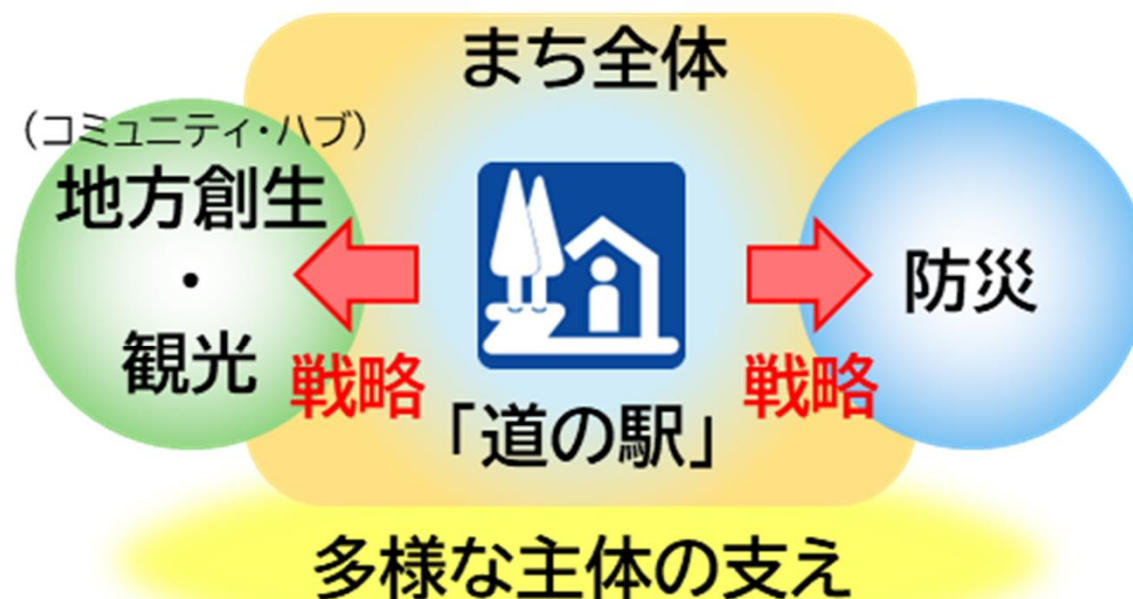 まち全体
（コミュニティ・ハブ）
地方創生
・
観光
戦略
「道の駅」
戦略
防災
多様な主体の支え